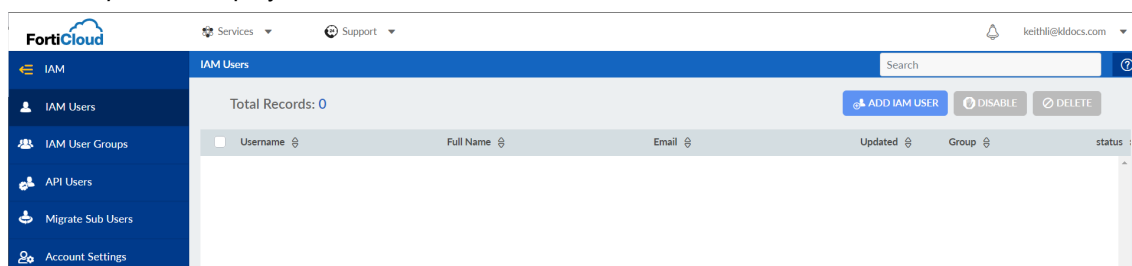 FortiCloud
Services
Support
keithli@kldocs.com
IAM
IAM Users
Search
IAM Users
Total Records: 0
ADD IAM USER
DISABLE
DELETE
IAM User Groups
Username
Full Name
Email
Updated
Group
status
API Users
Migrate Sub Users
Account Settings